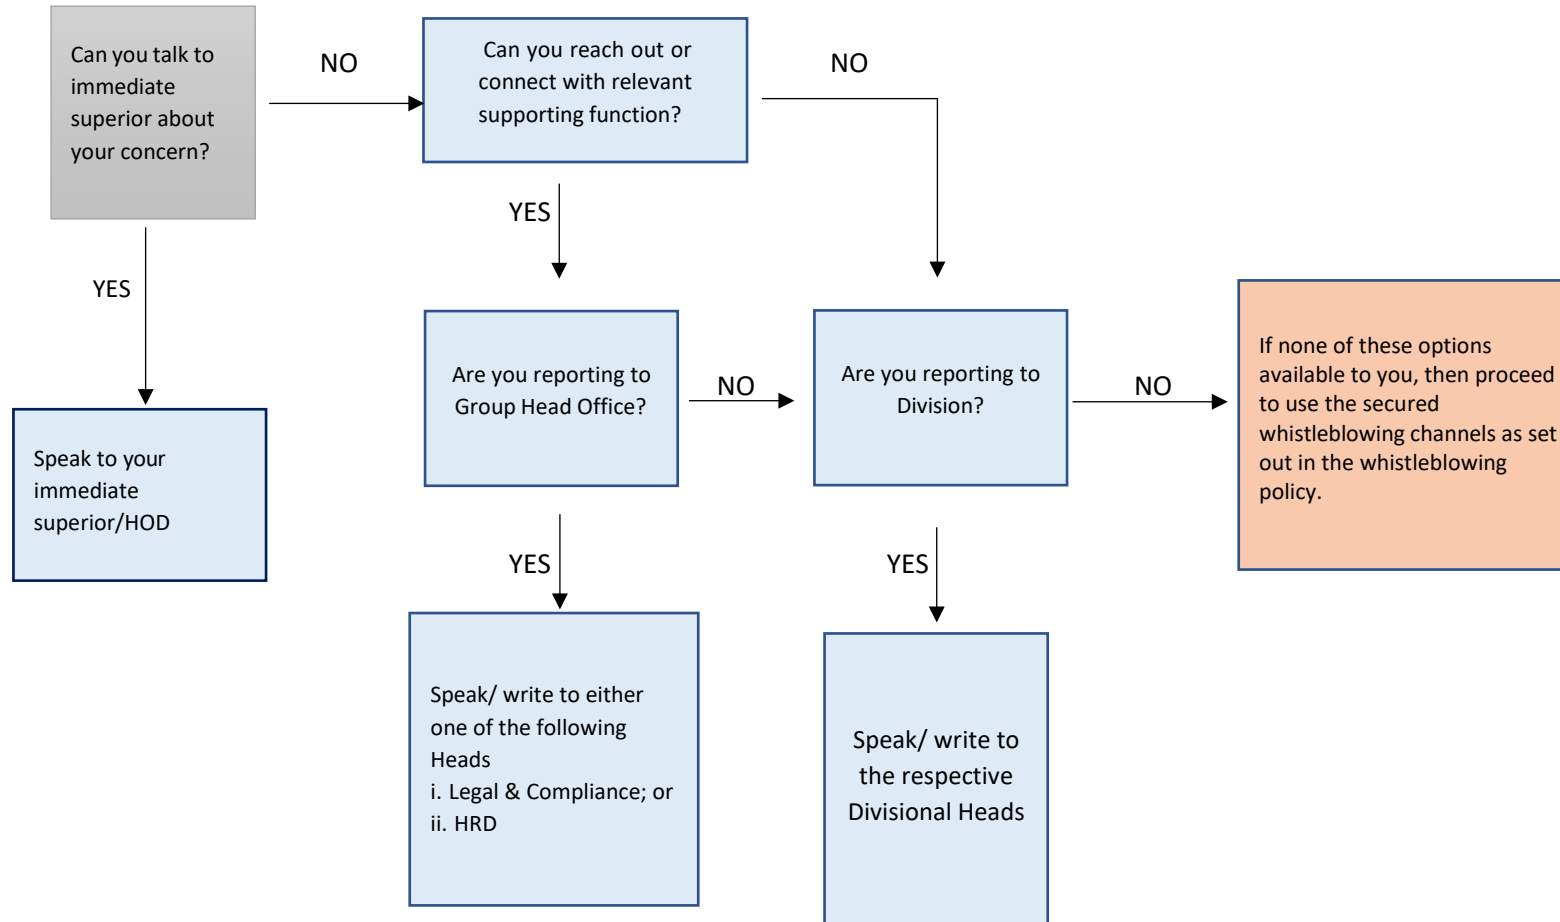 Can you talk to
immediate
superior about
your concern?
NO
Can you reach out or
connect with relevant
supporting function?
NO
YES
YES
Speak to your
immediate
superior/HOD
Are you reporting to
Group Head Office?
NO
Are you reporting to
Division?
NO
If none of these options
available to you, then proceed
to use the secured
whistleblowing channels as set
out in the whistleblowing
policy.
YES
YES
Speak/ write to either
one of the following
Heads
i. Legal & Compliance; or
ii. HRD
Speak/ write to
the respective
Divisional Heads